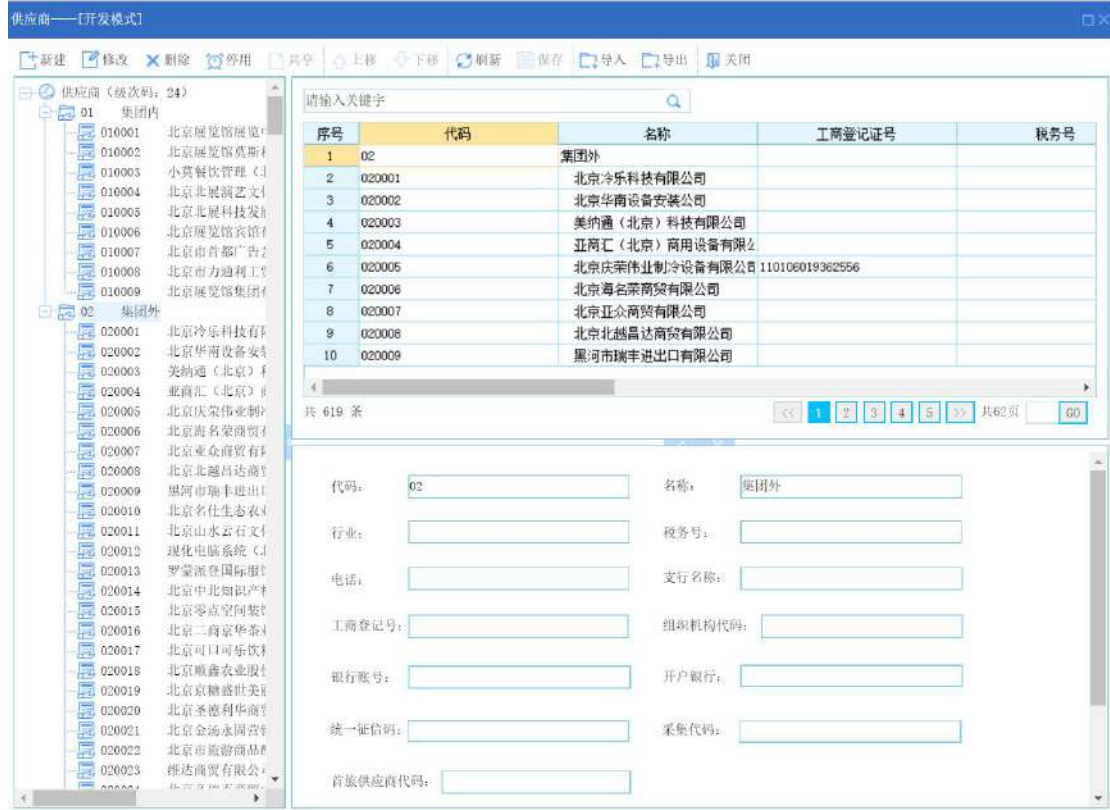 供应商——[开发模式]
新建 修改 删除 停用 共享 上移 下移 刷新 保存 导入 导出 关闭
供应商（级次码：24）
01 集团内
010001 北京展览馆展览
010002 北京展览馆莫斯
010003 小莫餐饮管理（
010004 北京北展演艺文
010005 北京北展科技发
010006 北京展览馆宾馆
010007 北京市首都广告
010008 北京市力通利工
010009 北京展览馆集团
02 集团外
020001 北京冷乐科技有
020002 北京华南设备安
020003 美纳通（北京）
020004 亚商汇（北京）
020005 北京庆荣伟业制
020006 北京海名荣商贸
020007 北京亚众商贸有
020008 北京北越昌达商
020009 黑河市瑞丰进出
020010 北京名仕生态农
020011 北京山水云石文
020012 现化电脑系统（
020013 罗蒙派登国际服
020014 北京中北知识产
020015 北京零点空间装
020016 北京二商京华茶
020017 北京可口可乐饮
020018 北京顺鑫农业股
020019 北京京糖盛世美
020020 北京圣德利华商
020021 北京金汤永固营
020022 北京市旅游商品
020023 维达商贸有限公
请输入关键字
序号 代码 名称 工商登记证号 税务号
1 02 集团外
2 020001 北京冷乐科技有限公司
3 020002 北京华南设备安装公司
4 020003 美纳通（北京）科技有限公司
5 020004 亚商汇（北京）商用设备有限
6 020005 北京庆荣伟业制冷设备有限公司 110106019362556
7 020006 北京海名荣商贸有限公司
8 020007 北京亚众商贸有限公司
9 020008 北京北越昌达商贸有限公司
10 020009 黑河市瑞丰进出口有限公司
共 619 条 << 1 2 3 4 5 >> 共62页 GO
代码： 02 名称： 集团外
行业： 税务号：
电话： 支行名称：
工商登记号： 组织机构代码：
银行账号： 开户银行：
统一征信码： 采集代码：
首旅供应商代码：